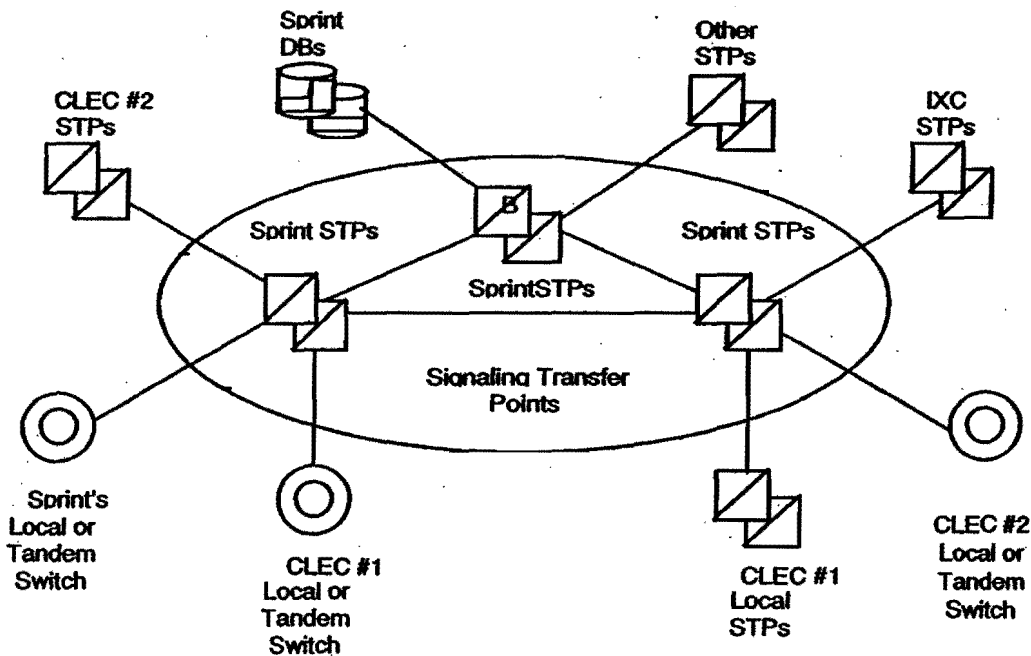 Sprint
DBs
Other
STPs
CLEC #2
STPs
IXC
STPs
B
Sprint STPs
Sprint STPs
SprintSTPs
Signaling Transfer
Points
Sprint's
Local or
Tandem
Switch
CLEC #1
Local or
Tandem
Switch
CLEC #1
Local
STPs
CLEC #2
Local or
Tandem
Switch